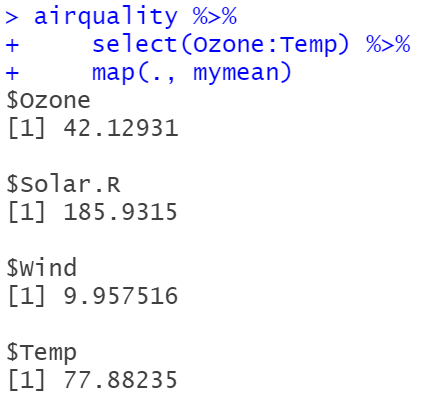 > airquality %>%
+     select(Ozone:Temp) %>%
+     map(., mymean)
$Ozone
[1] 42.12931

$Solar.R
[1] 185.9315

$Wind
[1] 9.957516

$Temp
[1] 77.88235